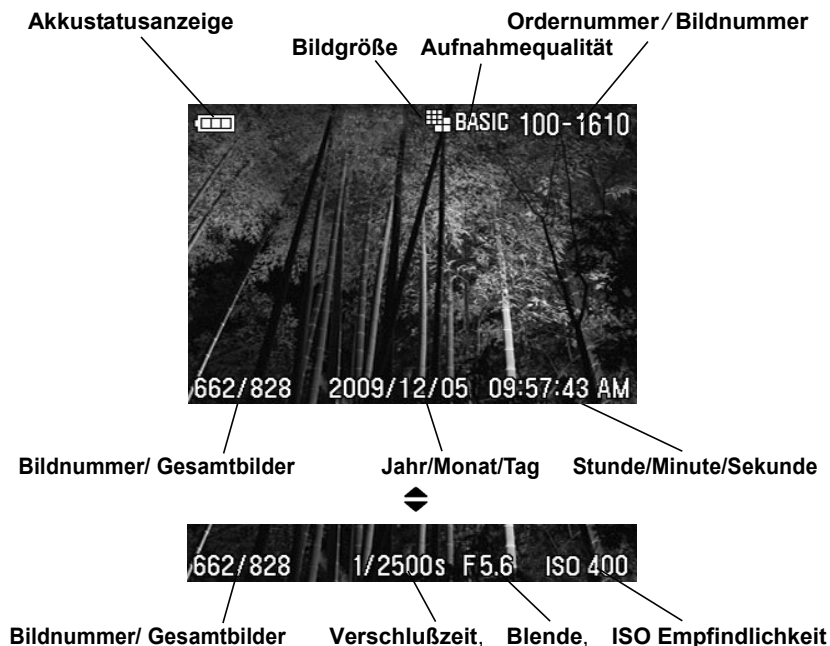 Akkustatusanzeige
Ordernummer / Bildnummer
Bildgröße Aufnahmequalität
BASIC 100-1610
662/828 2009/12/05 09:57:43 AM
Bildnummer/ Gesamtbilder Jahr/Monat/Tag Stunde/Minute/Sekunde
662/828 1/2500s F5.6 ISO 400
Bildnummer/ Gesamtbilder Verschlußzeit, Blende, ISO Empfindlichkeit